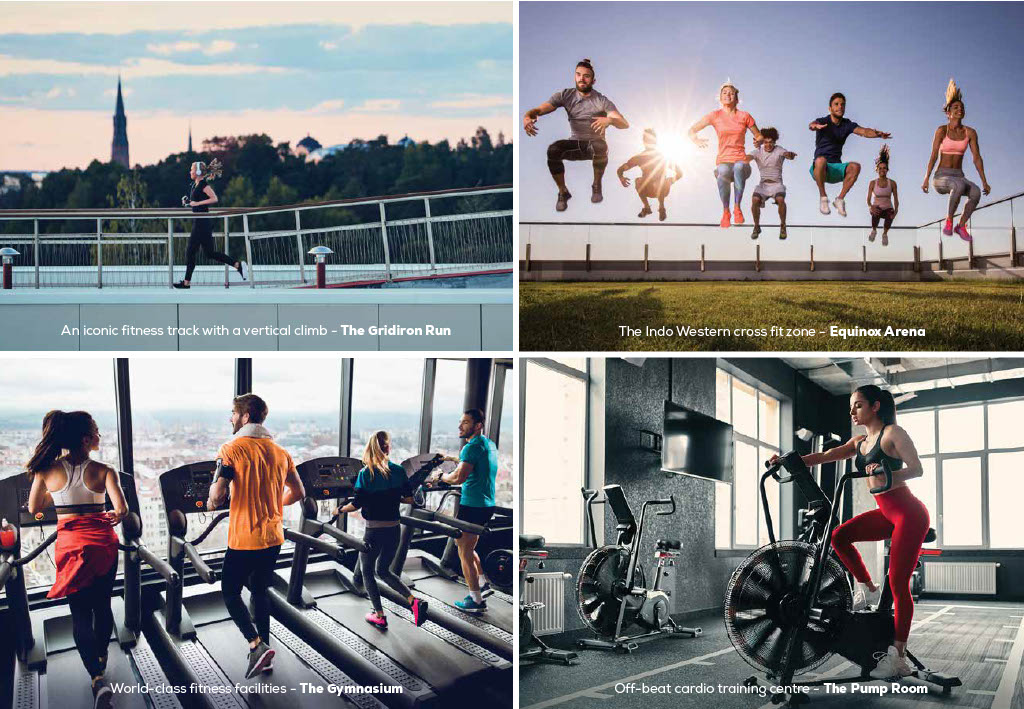 An iconic fitness track with a vertical climb - The Gridiron Run
The Indo Western cross fit zone - Equinox Arena
World-class fitness facilities - The Gymnasium
Off-beat cardio training centre - The Pump Room